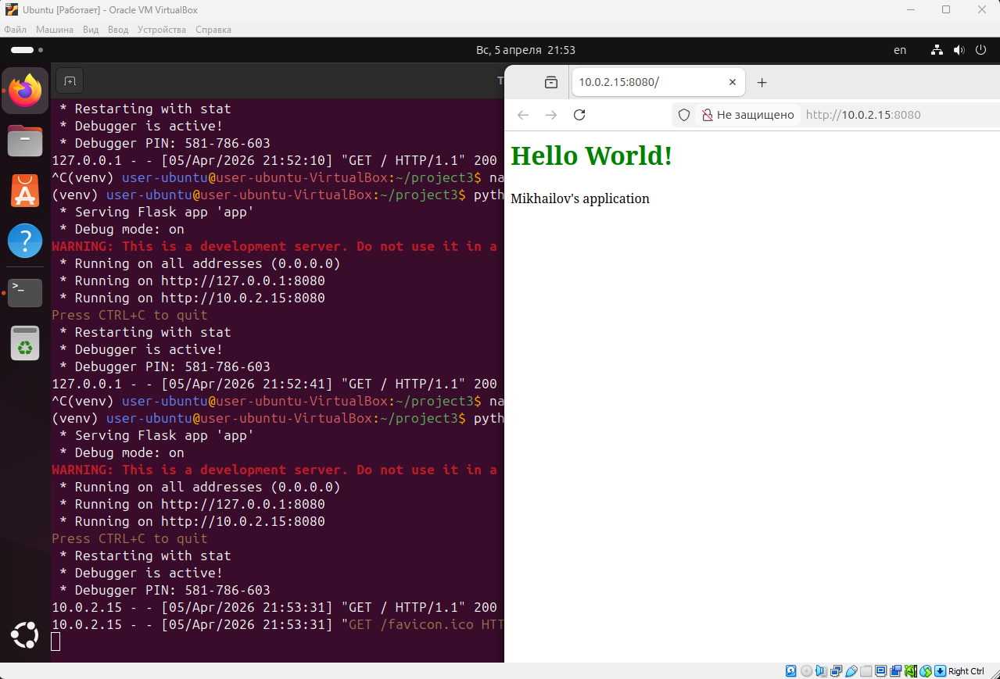 Ubuntu [Работает] - Oracle VM VirtualBox
Файл Машина Вид Ввод Устройства Справка
Вс, 5 апреля 21:53
en
* Restarting with stat
* Debugger is active!
* Debugger PIN: 581-786-603
127.0.0.1 - - [05/Apr/2026 21:52:10] "GET / HTTP/1.1" 200
^C(venv) user-ubuntu@user-ubuntu-VirtualBox:~/project3$ na
(venv) user-ubuntu@user-ubuntu-VirtualBox:~/project3$ pyth
* Serving Flask app 'app'
* Debug mode: on
WARNING: This is a development server. Do not use it in a
* Running on all addresses (0.0.0.0)
* Running on http://127.0.0.1:8080
* Running on http://10.0.2.15:8080
Press CTRL+C to quit
* Restarting with stat
* Debugger is active!
* Debugger PIN: 581-786-603
127.0.0.1 - - [05/Apr/2026 21:52:41] "GET / HTTP/1.1" 200
^C(venv) user-ubuntu@user-ubuntu-VirtualBox:~/project3$ na
(venv) user-ubuntu@user-ubuntu-VirtualBox:~/project3$ pyth
* Serving Flask app 'app'
* Debug mode: on
WARNING: This is a development server. Do not use it in a
* Running on all addresses (0.0.0.0)
* Running on http://127.0.0.1:8080
* Running on http://10.0.2.15:8080
Press CTRL+C to quit
* Restarting with stat
* Debugger is active!
* Debugger PIN: 581-786-603
10.0.2.15 - - [05/Apr/2026 21:53:31] "GET / HTTP/1.1" 200
10.0.2.15 - - [05/Apr/2026 21:53:31] "GET /favicon.ico HTT
10.0.2.15:8080/
Не защищено http://10.0.2.15:8080
Hello World!
Mikhailov's application
Right Ctrl